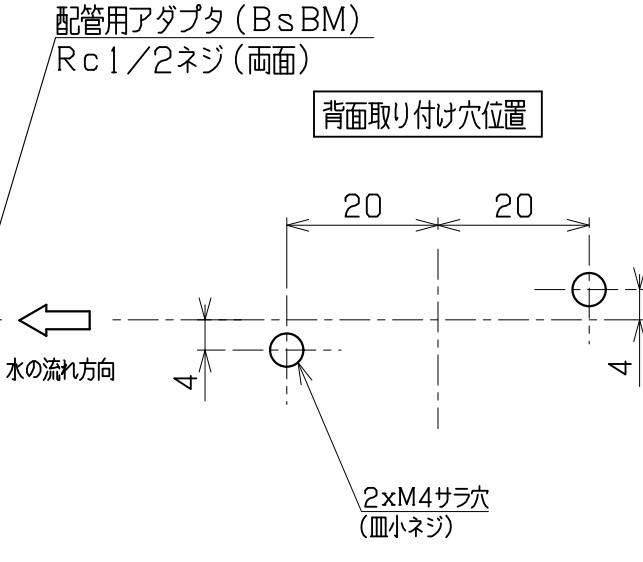 配管用アダプタ(BsBM)
Rc1/2ネジ(両面)
背面取り付け穴位置
20
20
水の流れ方向
4
4
2xM4サラ穴
(皿小ネジ)